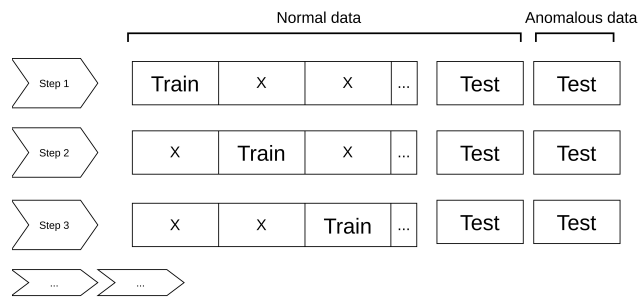 Normal data Anomalous data
Step 1 Train X X ... Test Test
Step 2 X Train X ... Test Test
Step 3 X X Train ... Test Test
... ...